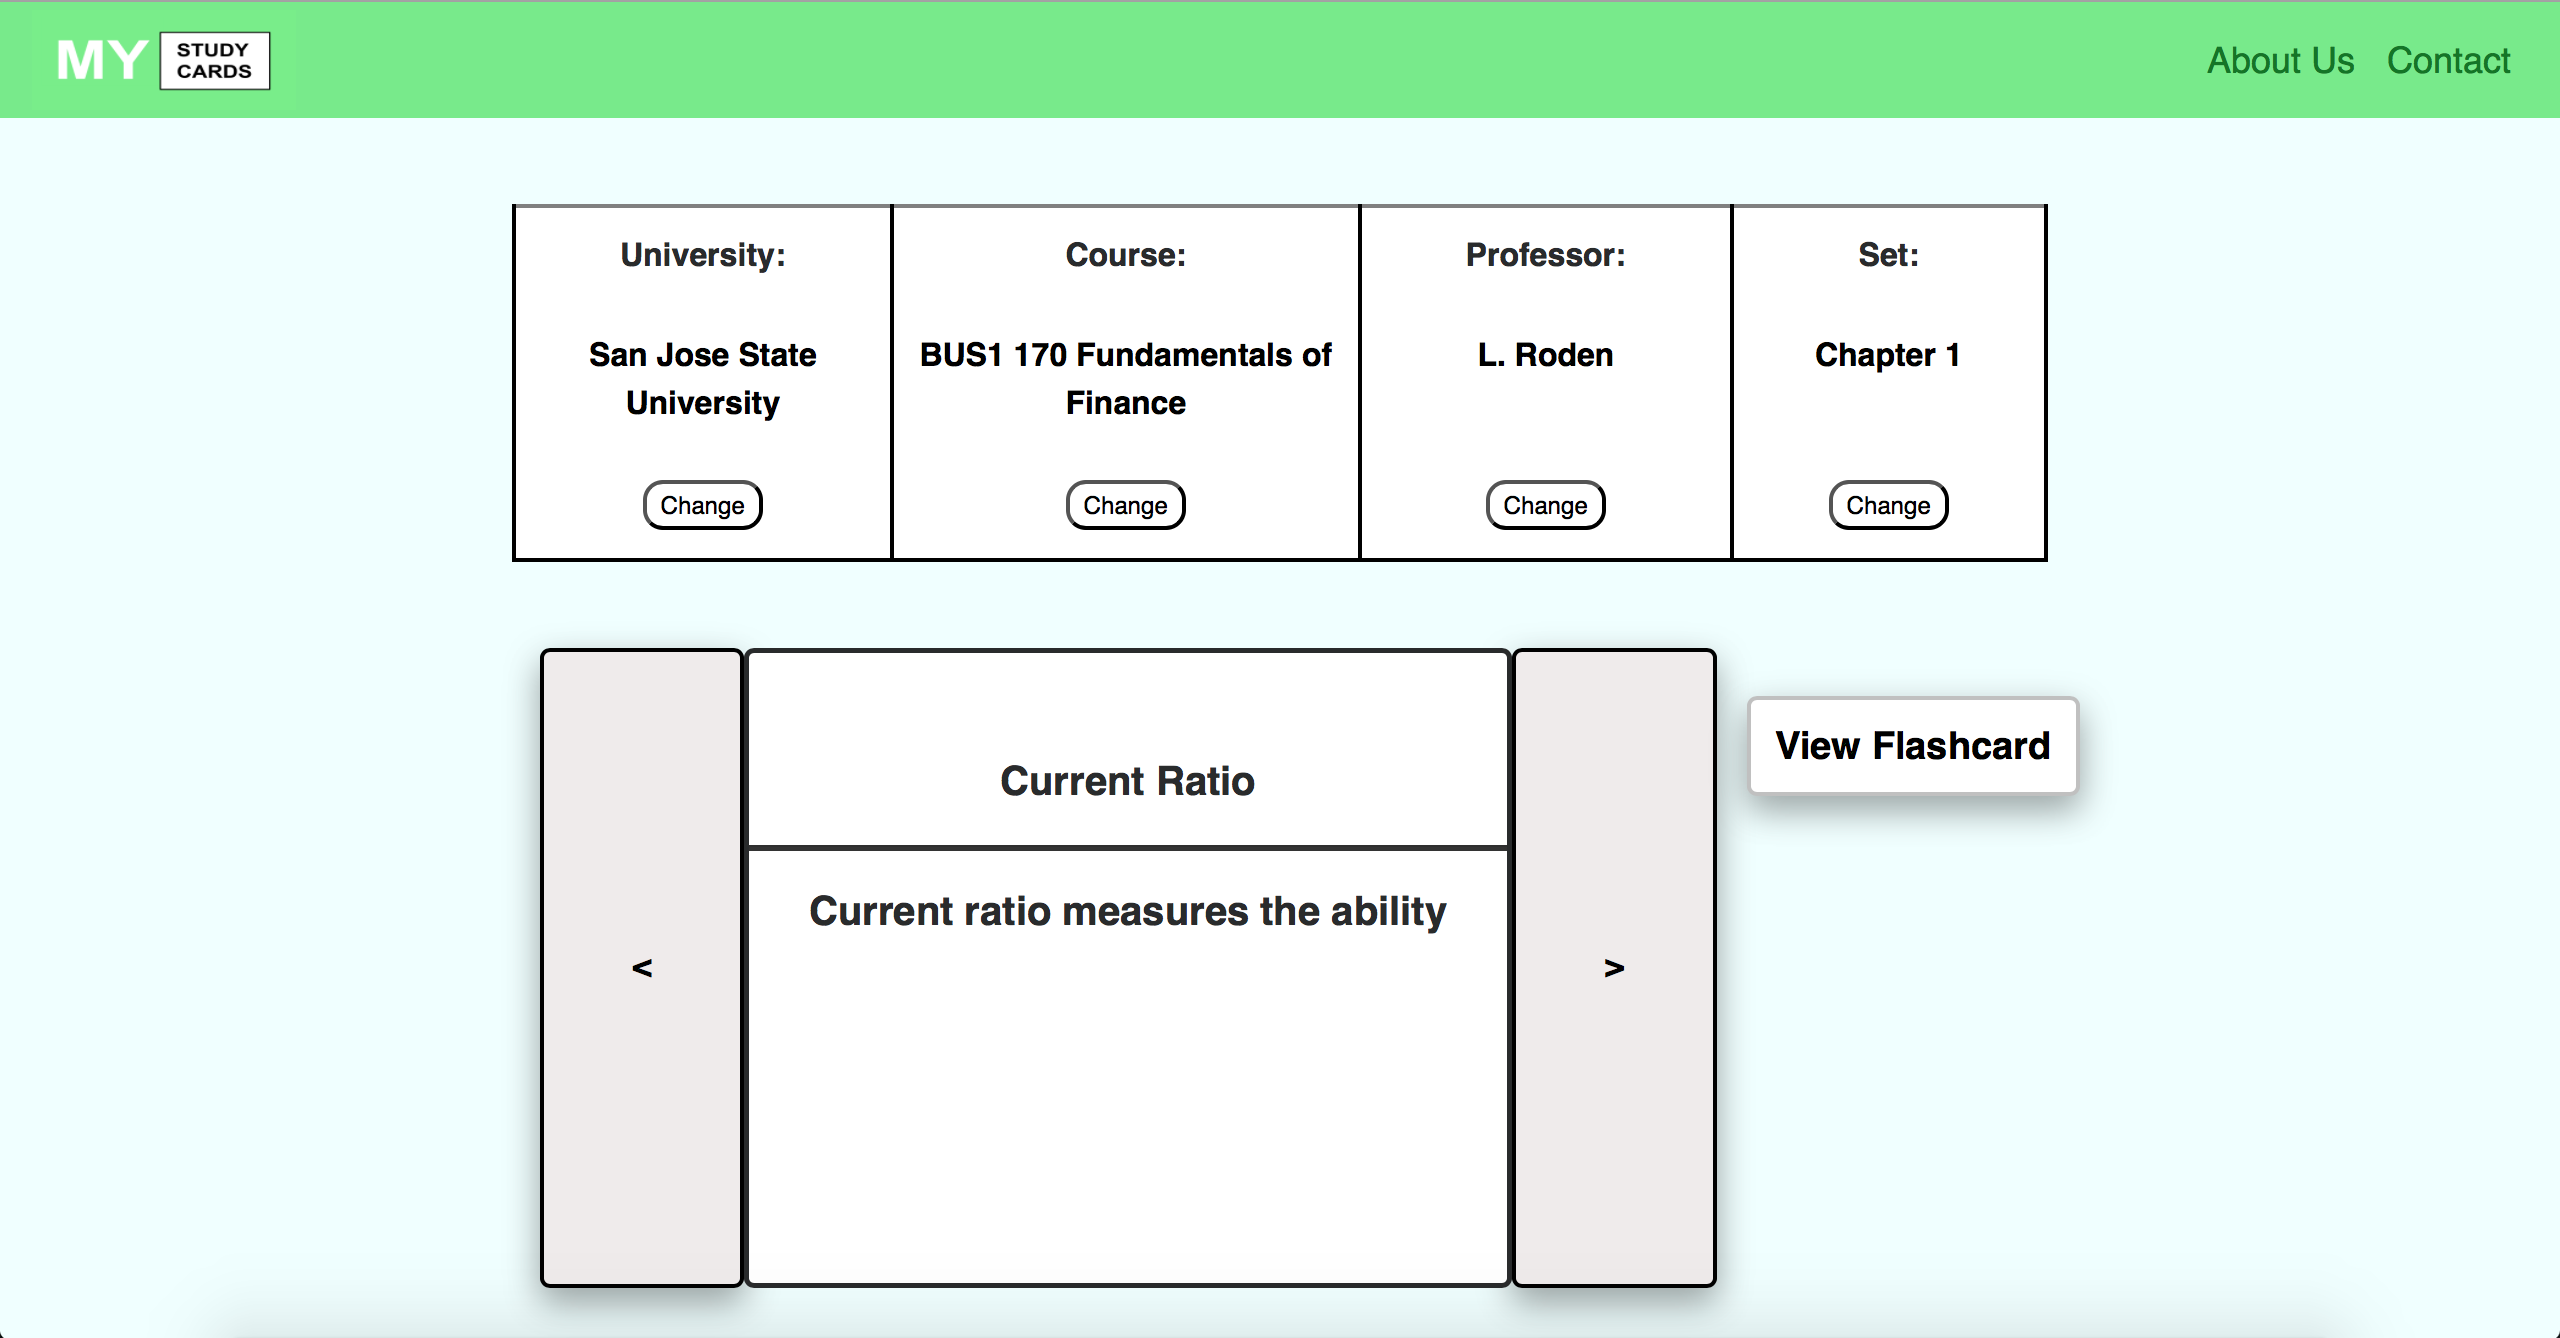 MY STUDY
CARDS
About Us Contact
University:
San Jose State
University
Change
Course:
BUS1 170 Fundamentals of
Finance
Change
Professor:
L. Roden
Change
Set:
Chapter 1
Change
<
Current Ratio
Current ratio measures the ability
>
View Flashcard